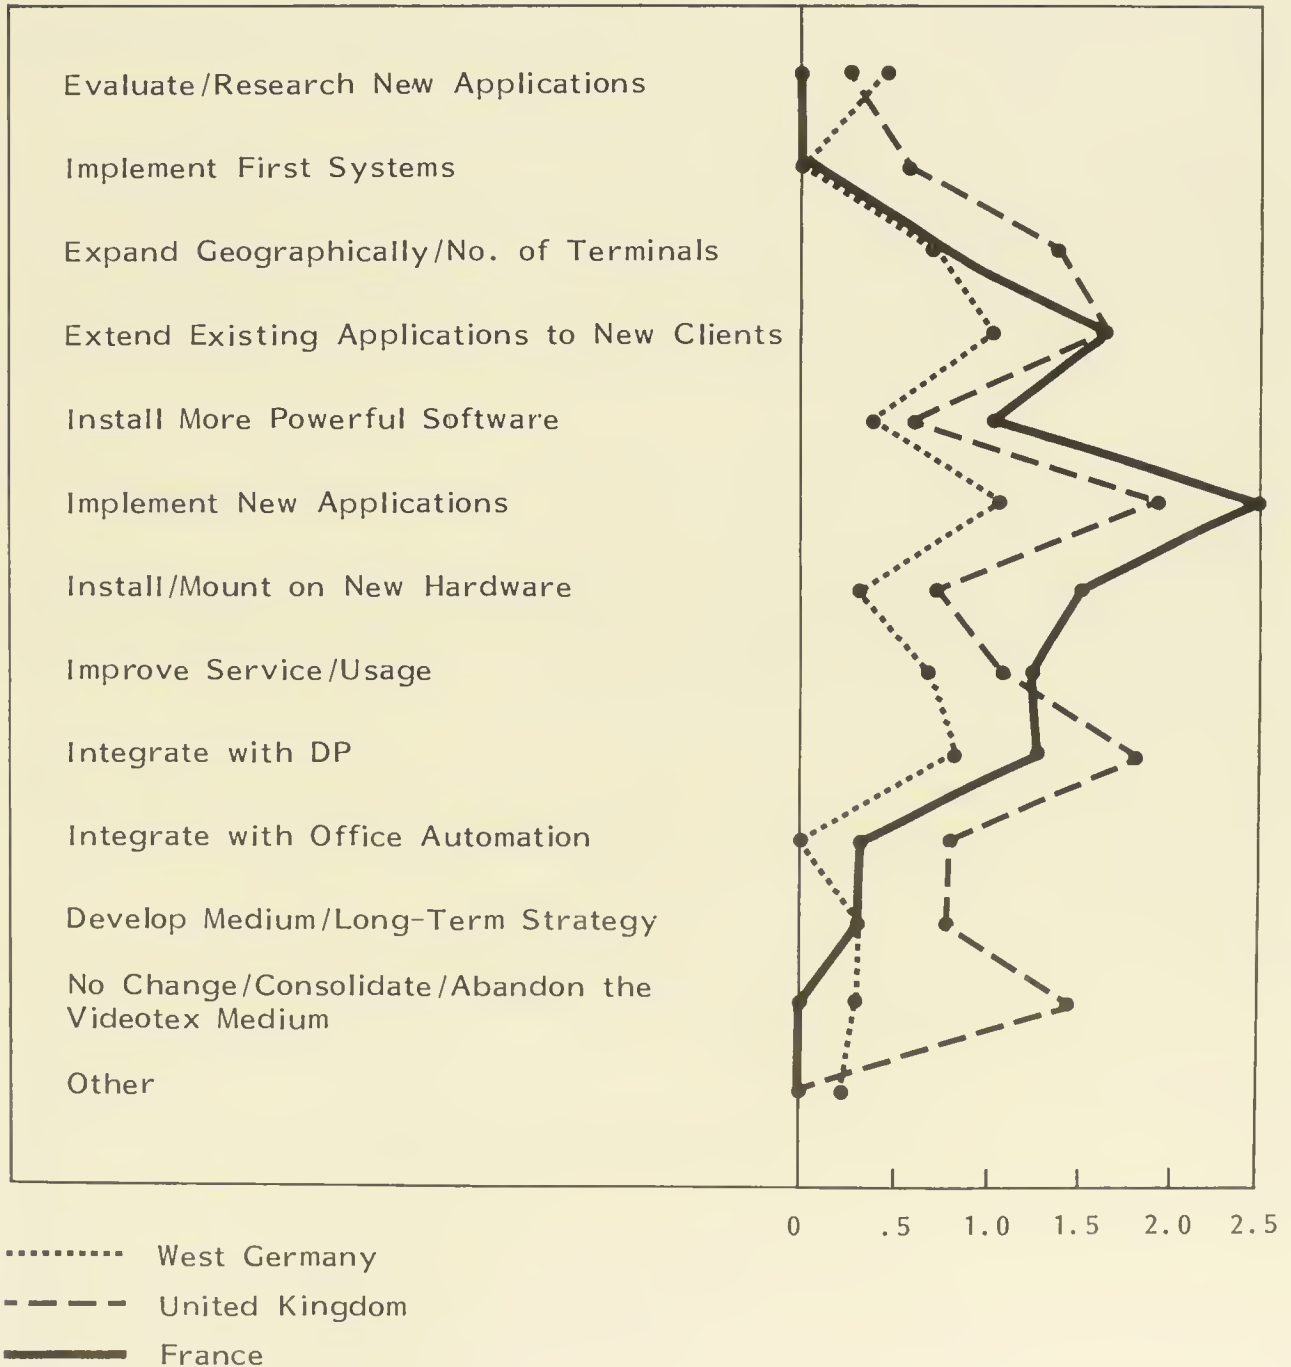 Evaluate/Research New Applications
Implement First Systems
Expand Geographically/No. of Terminals
Extend Existing Applications to New Clients
Install More Powerful Software
Implement New Applications
Install/Mount on New Hardware
Improve Service/Usage
Integrate with DP
Integrate with Office Automation
Develop Medium/Long-Term Strategy
No Change/Consolidate/Abandon the
Videotex Medium
Other
0 .5 1.0 1.5 2.0 2.5
West Germany
United Kingdom
France